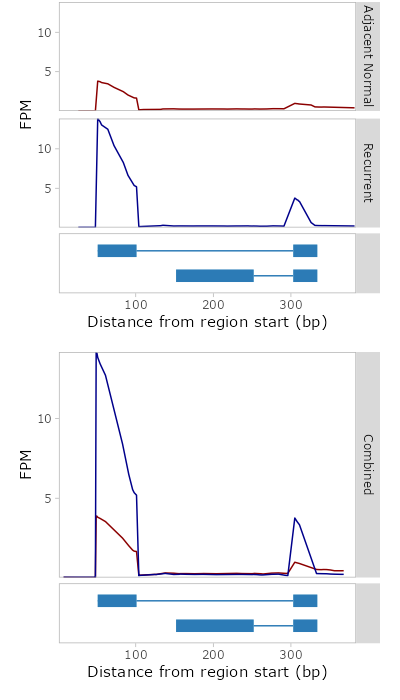 10
5
Adjacent Normal
FPM
10
5
Recurrent
100 200 300
Distance from region start (bp)
10
5
FPM
Combined
100 200 300
Distance from region start (bp)